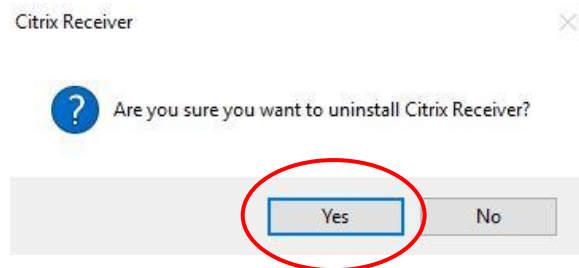 Citrix Receiver
Are you sure you want to uninstall Citrix Receiver?
Yes No